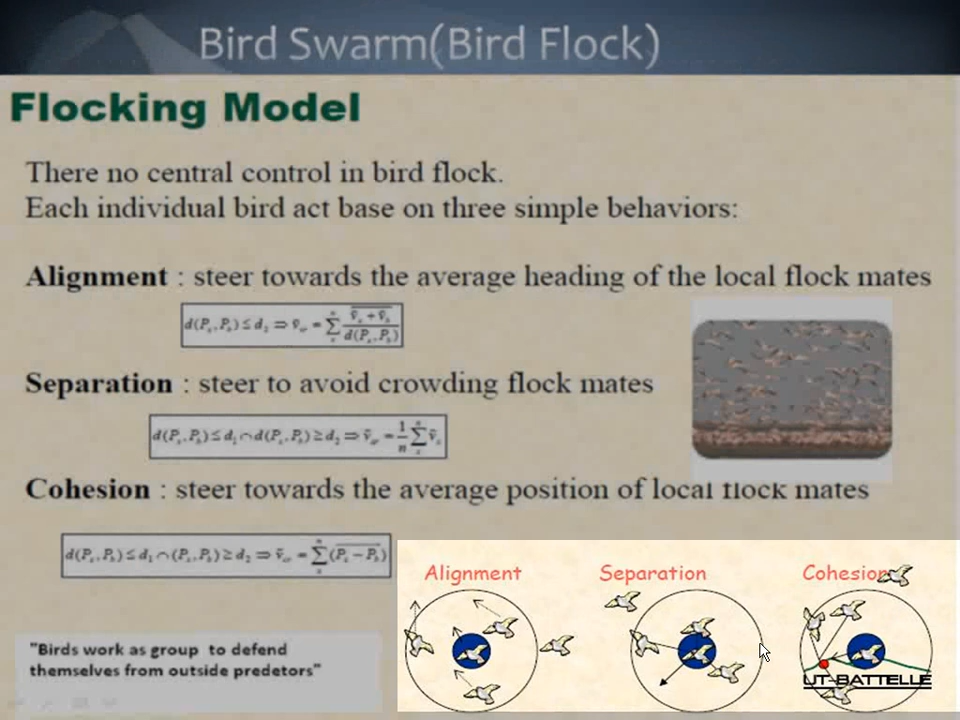 Bird Swarm(Bird Flock)
Flocking Model
There no central control in bird flock.
Each individual bird act base on three simple behaviors:
Alignment : steer towards the average heading of the local flock mates
Separation : steer to avoid crowding flock mates
Cohesion : steer towards the average position of local flock mates
Alignment Separation Cohesion
"Birds work as group to defend
themselves from outside predetors"
UT-BATTELLE